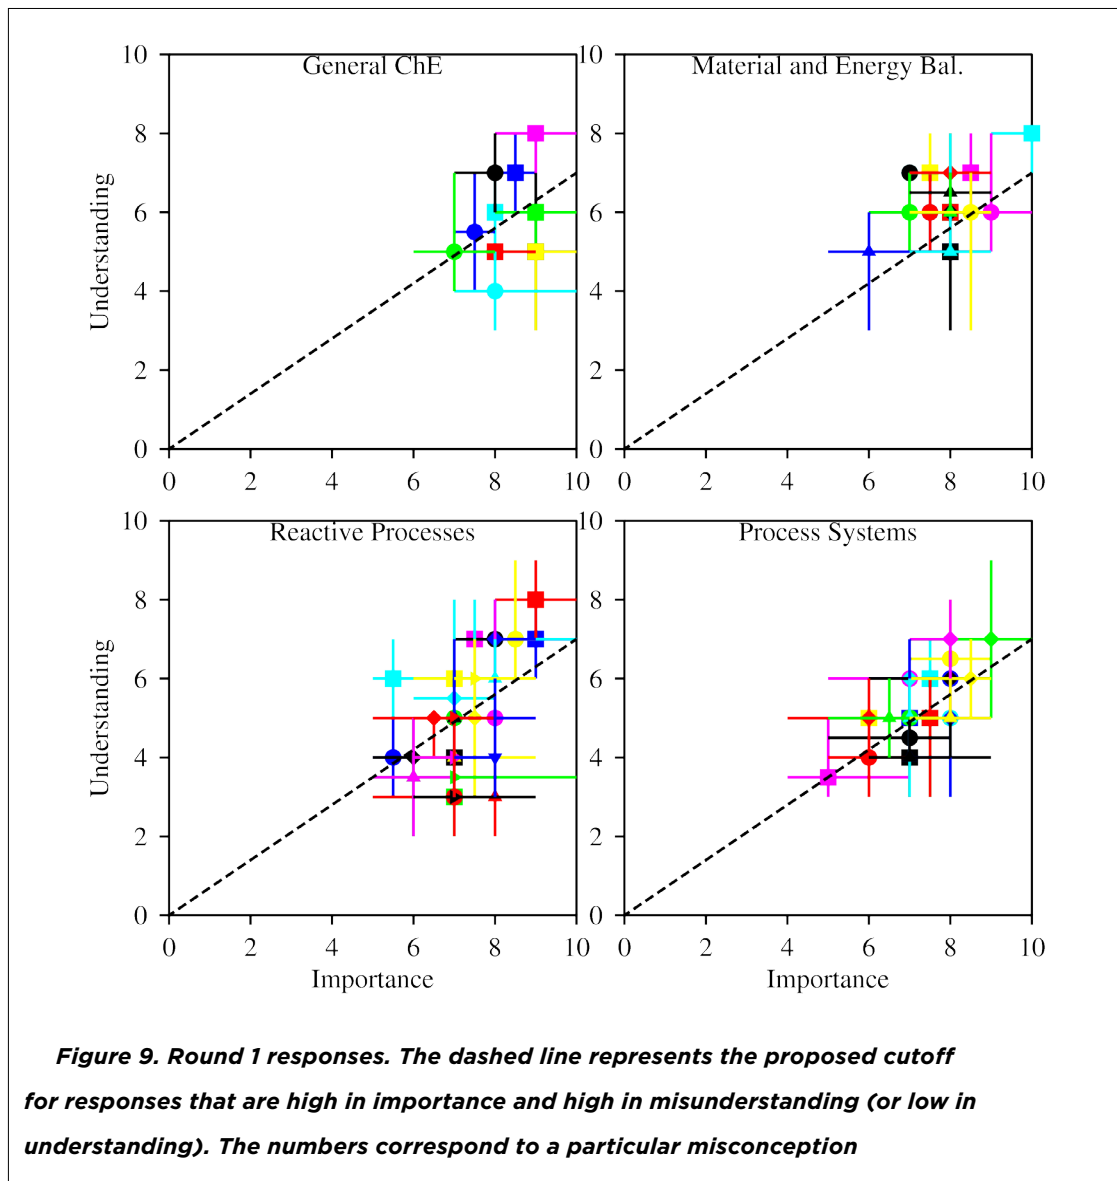 General ChE
10
8
6
4
2
0
Understanding
0 2 4 6 8 10
Material and Energy Bal.
10
8
6
4
2
0
0 2 4 6 8 10
Reactive Processes
10
8
6
4
2
0
Understanding
0 2 4 6 8 10
Importance
Process Systems
10
8
6
4
2
0
0 2 4 6 8 10
Importance
Figure 9. Round 1 responses. The dashed line represents the proposed cutoff
for responses that are high in importance and high in misunderstanding (or low in
understanding). The numbers correspond to a particular misconception